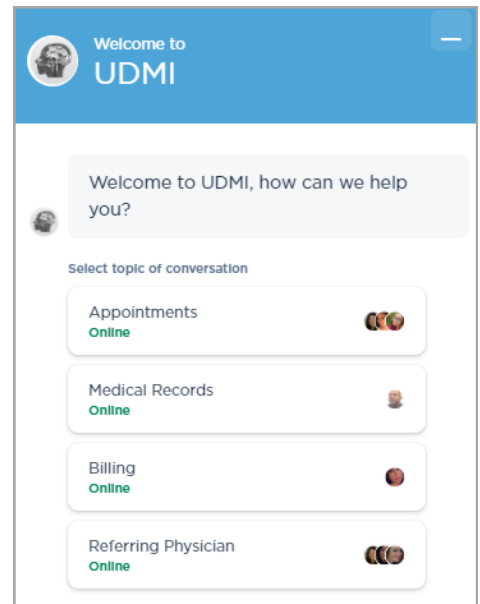 Welcome to
UDMI
Welcome to UDMI, how can we help
you?
Select topic of conversation
Appointments
Online
Medical Records
Online
Billing
Online
Referring Physician
Online